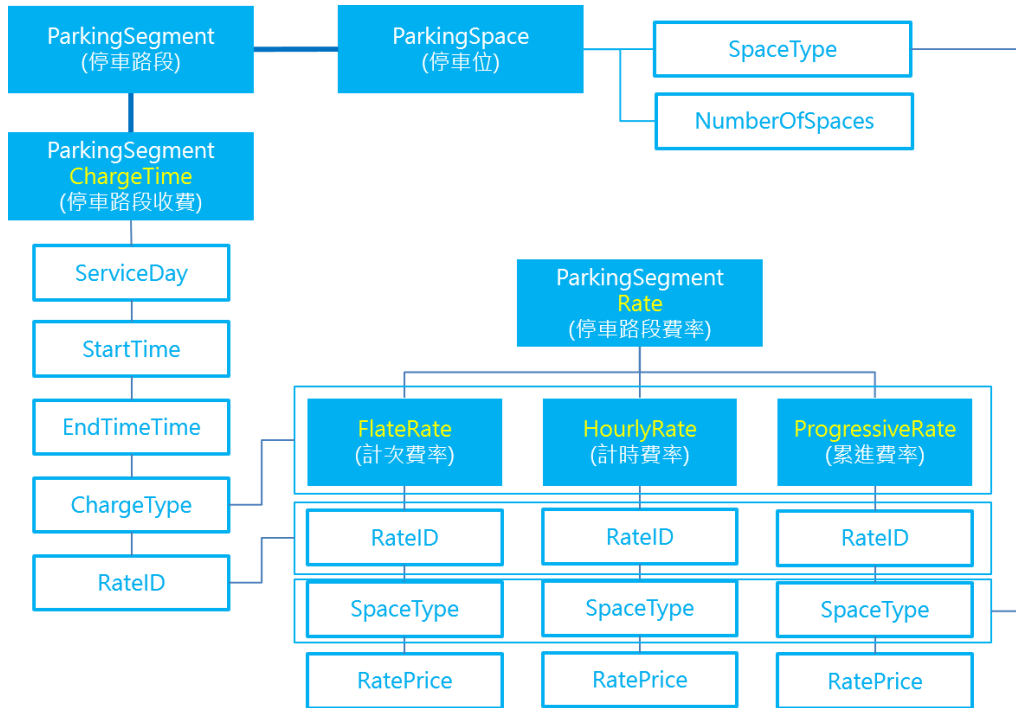 ParkingSegment
(停車路段)
ParkingSpace
(停車位)
SpaceType
NumberOfSpaces
ParkingSegment
ChargeTime
(停車路段收費)
ServiceDay
StartTime
EndTimeTime
ChargeType
RateID
ParkingSegment
Rate
(停車路段費率)
FlateRate
(計次費率)
HourlyRate
(計時費率)
ProgressiveRate
(累進費率)
RateID
RateID
RateID
SpaceType
SpaceType
SpaceType
RatePrice
RatePrice
RatePrice